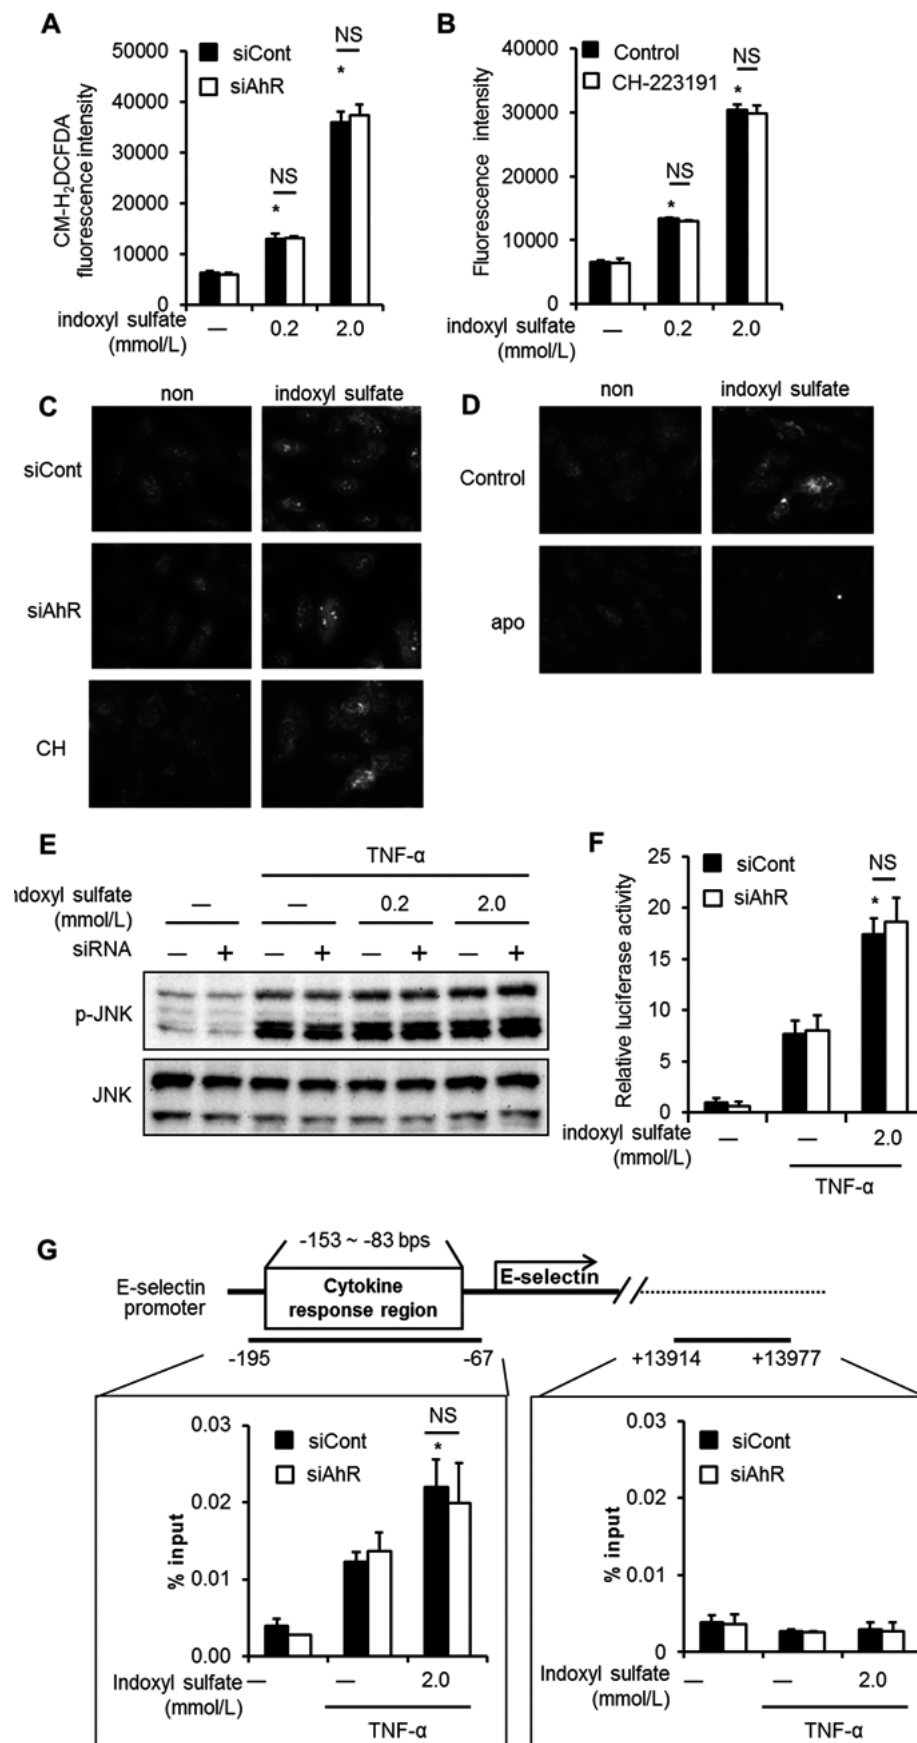 A
50000
40000
30000
20000
10000
0
CM-H₂DCFDA
fluorescence intensity
siCont
siAhR
NS
*
NS
*
indoxyl sulfate
(mmol/L)
— 0.2 2.0
B
40000
30000
20000
10000
0
Fluorescence intensity
Control
CH-223191
NS
*
NS
*
indoxyl sulfate
(mmol/L)
— 0.2 2.0
C
non indoxyl sulfate
siCont
siAhR
CH
D
non indoxyl sulfate
Control
apo
E
TNF-α
ndoxyl sulfate
(mmol/L)
— — 0.2 2.0
siRNA — + — + — + — +
p-JNK
JNK
F
25
20
15
10
5
0
Relative luciferase activity
siCont
siAhR
NS
*
indoxyl sulfate
(mmol/L)
— — 2.0
TNF-α
G
-153 ~ -83 bps
E-selectin
promoter
Cytokine
response region
E-selectin
-195 -67
+13914 +13977
0.03
0.02
0.01
0.00
% input
siCont
siAhR
NS
*
Indoxyl sulfate
(mmol/L)
— — 2.0
TNF-α
0.03
0.02
0.01
0
% input
siCont
siAhR
Indoxyl sulfate
(mmol/L)
— — 2.0
TNF-α